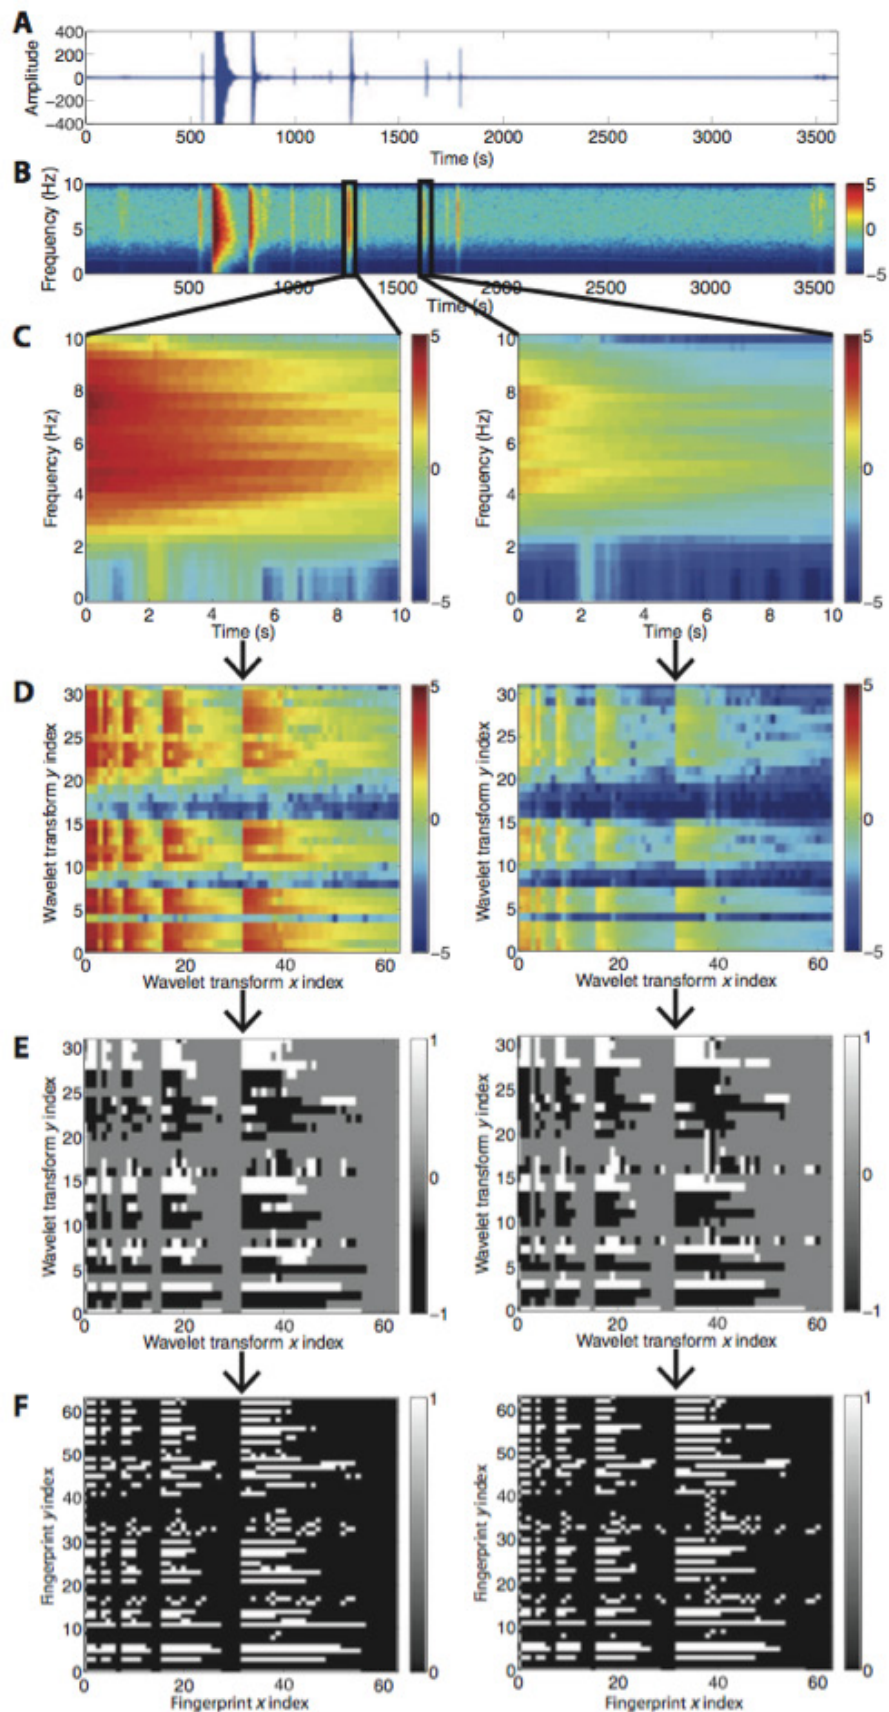 A
Amplitude
400
200
0
−200
−400
0 500 1000 1500 2000 2500 3000 3500
Time (s)
B
Frequency (Hz)
10
5
0
500 1000 1500 2000 2500 3000 3500
Time (s)
5
0
−5
C
Frequency (Hz)
10
8
6
4
2
0
0 2 4 6 8 10
Time (s)
5
0
−5
Frequency (Hz)
10
8
6
4
2
0
0 2 4 6 8 10
Time (s)
5
0
−5
D
Wavelet transform y index
30
25
20
15
10
5
0
0 20 40 60
Wavelet transform x index
5
0
−5
Wavelet transform y index
30
25
20
15
10
5
0
0 20 40 60
Wavelet transform x index
5
0
−5
E
Wavelet transform y index
30
25
20
15
10
5
0
0 20 40 60
Wavelet transform x index
1
0
−1
Wavelet transform y index
30
25
20
15
10
5
0
0 20 40 60
Wavelet transform x index
1
0
−1
F
Fingerprint y index
60
50
40
30
20
10
0
0 20 40 60
Fingerprint x index
1
0
Fingerprint y index
60
50
40
30
20
10
0
0 20 40 60
Fingerprint x index
1
0